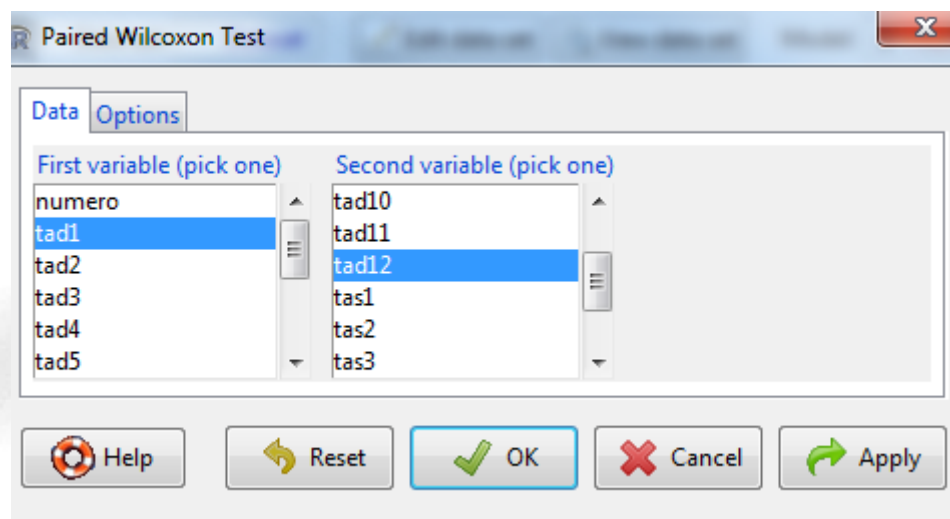 Paired Wilcoxon Test
Data Options
First variable (pick one) Second variable (pick one)
numero tad10
tad1 tad11
tad2 tad12
tad3 tas1
tad4 tas2
tad5 tas3
Help Reset OK Cancel Apply